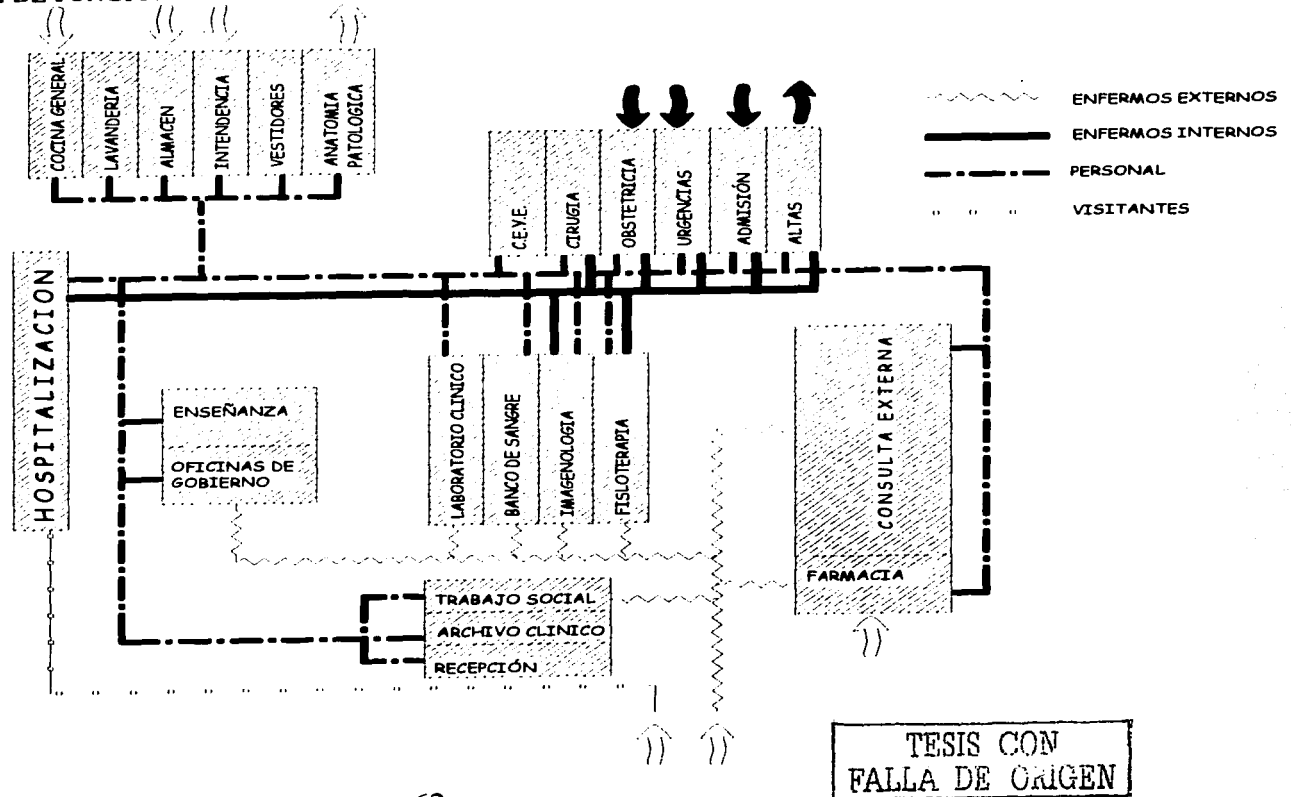 COCINA GENERAL
LAVANDERIA
ALMACEN
INTENDENCIA
VESTIDORES
ANATOMIA
PATOLOGICA
C.E.Y.E.
CIRUGIA
OBSTETRICIA
URGENCIAS
ADMISIÓN
ALTAS
ENFERMOS EXTERNOS
ENFERMOS INTERNOS
PERSONAL
VISITANTES
HOSPITALIZACION
ENSEÑANZA
OFICINAS DE
GOBIERNO
LABORATORIO CLINICO
BANCO DE SANGRE
IMAGENOLOGIA
FISLOTERAPIA
CONSULTA EXTERNA
FARMACIA
TRABAJO SOCIAL
ARCHIVO CLINICO
RECEPCIÓN
TESIS CON
FALLA DE ORIGEN